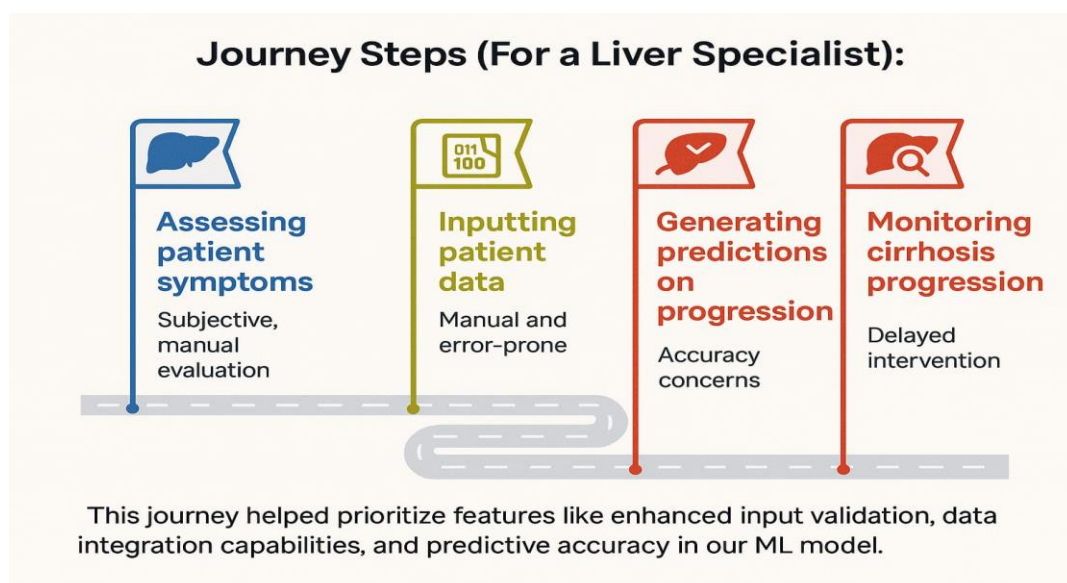 Journey Steps (For a Liver Specialist):
Assessing
patient
symptoms
Subjective,
manual
evaluation
011
100
Inputting
patient
data
Manual and
error-prone
Generating
predictions
on
progression
Accuracy
concerns
Monitoring
cirrhosis
progression
Delayed
intervention
This journey helped prioritize features like enhanced input validation, data
integration capabilities, and predictive accuracy in our ML model.